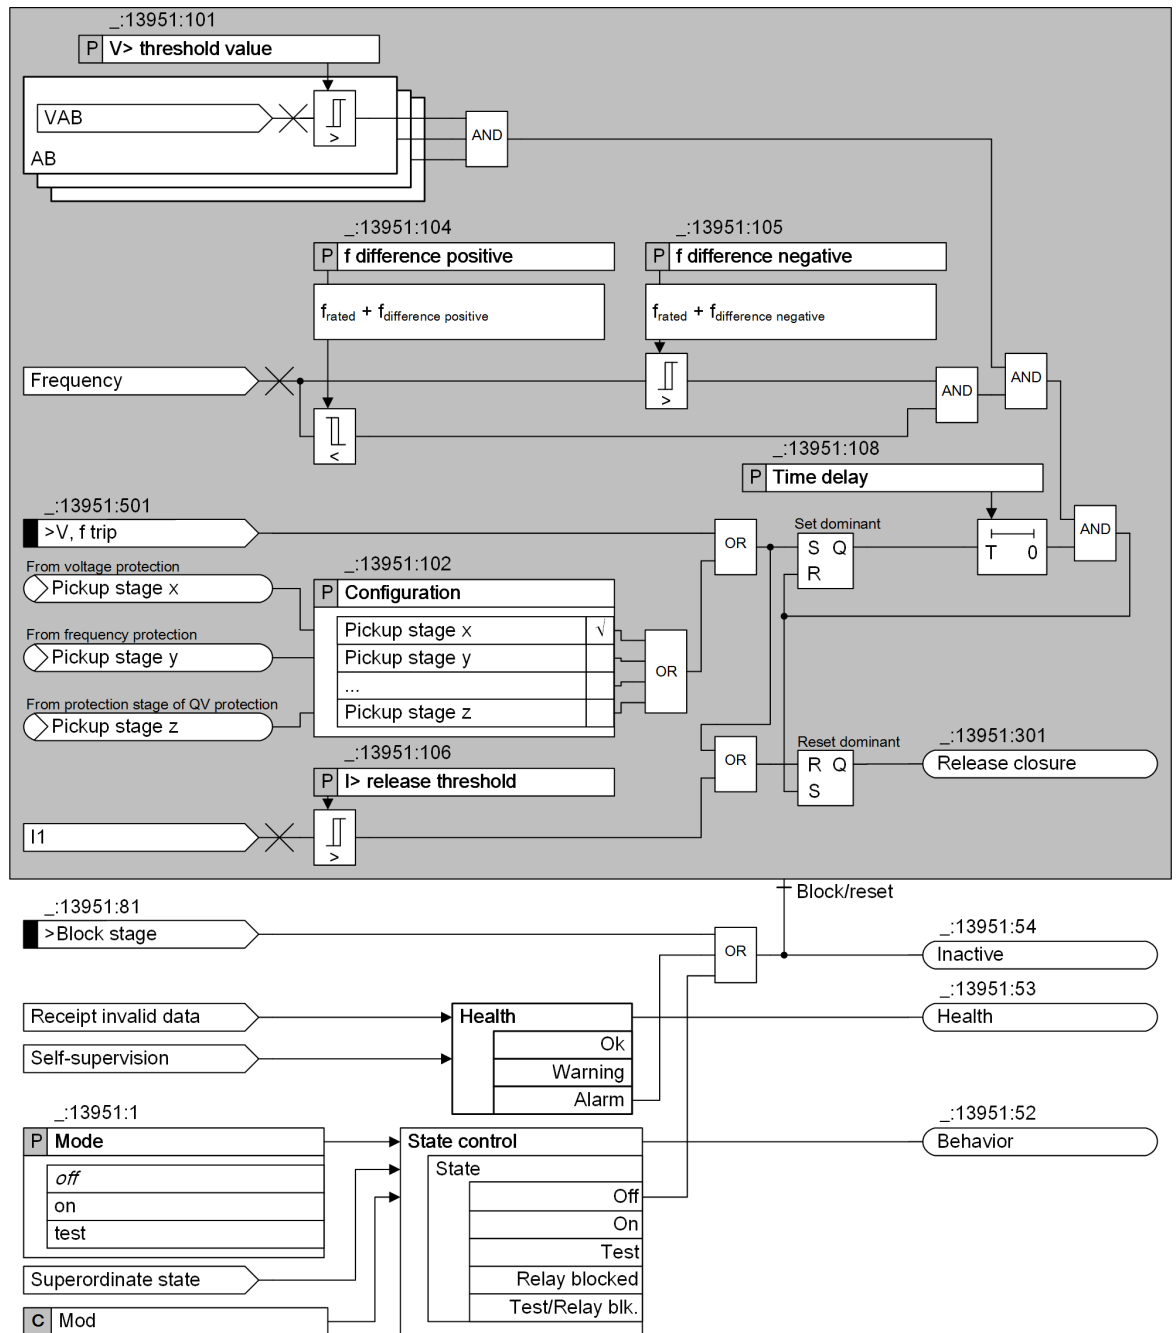 _:13951:101
P V> threshold value
VAB
>
AB
AND
_:13951:104
P f difference positive
f rated + f difference positive
_:13951:105
P f difference negative
f rated + f difference negative
Frequency
>
<
AND
AND
_:13951:108
P Time delay
_:13951:501
>V, f trip
OR
Set dominant
S Q
R
T 0
AND
From voltage protection
Pickup stage x
From frequency protection
Pickup stage y
From protection stage of QV protection
Pickup stage z
_:13951:102
P Configuration
Pickup stage x √
Pickup stage y
...
Pickup stage z
OR
_:13951:106
P I> release threshold
I1
>
OR
Reset dominant
R Q
S
_:13951:301
Release closure
Block/reset
_:13951:81
>Block stage
OR
_:13951:54
Inactive
_:13951:53
Health
Receipt invalid data
Self-supervision
Health
Ok
Warning
Alarm
_:13951:1
P Mode
off
on
test
Superordinate state
C Mod
State control
State
Off
On
Test
Relay blocked
Test/Relay blk.
_:13951:52
Behavior